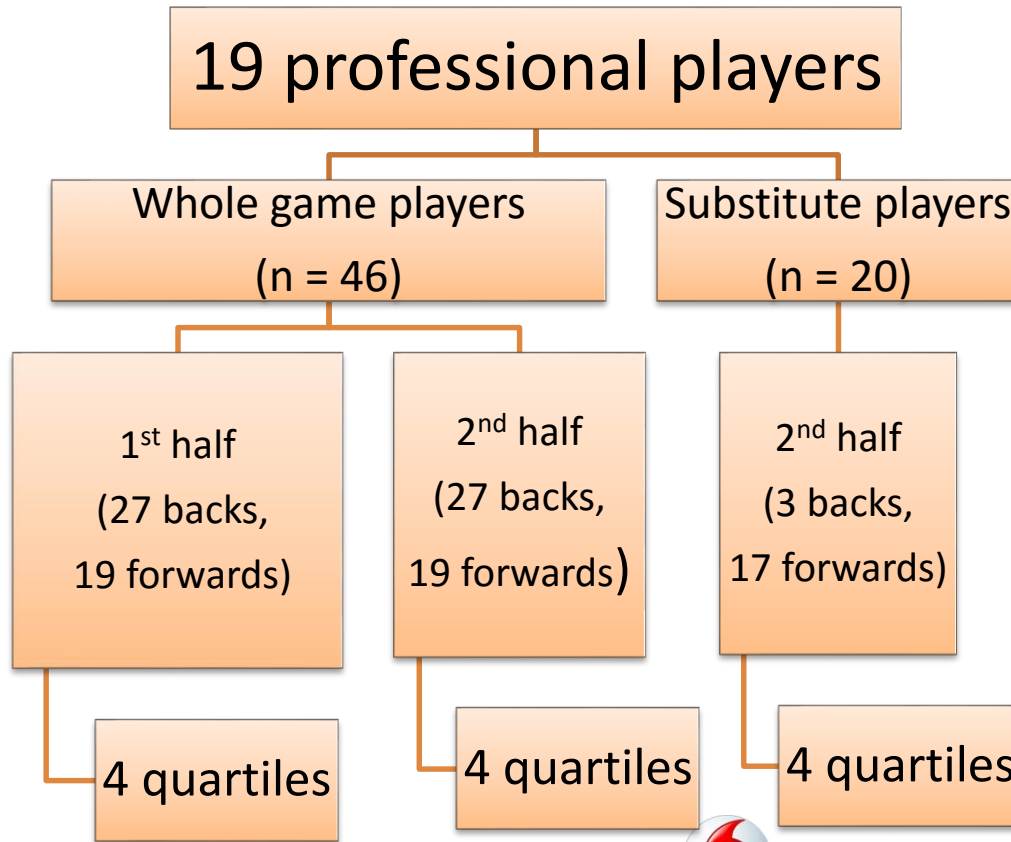 19 professional players
Whole game players
(n = 46)
Substitute players
(n = 20)
1st half
(27 backs,
19 forwards)
2nd half
(27 backs,
19 forwards)
2nd half
(3 backs,
17 forwards)
4 quartiles
4 quartiles
4 quartiles